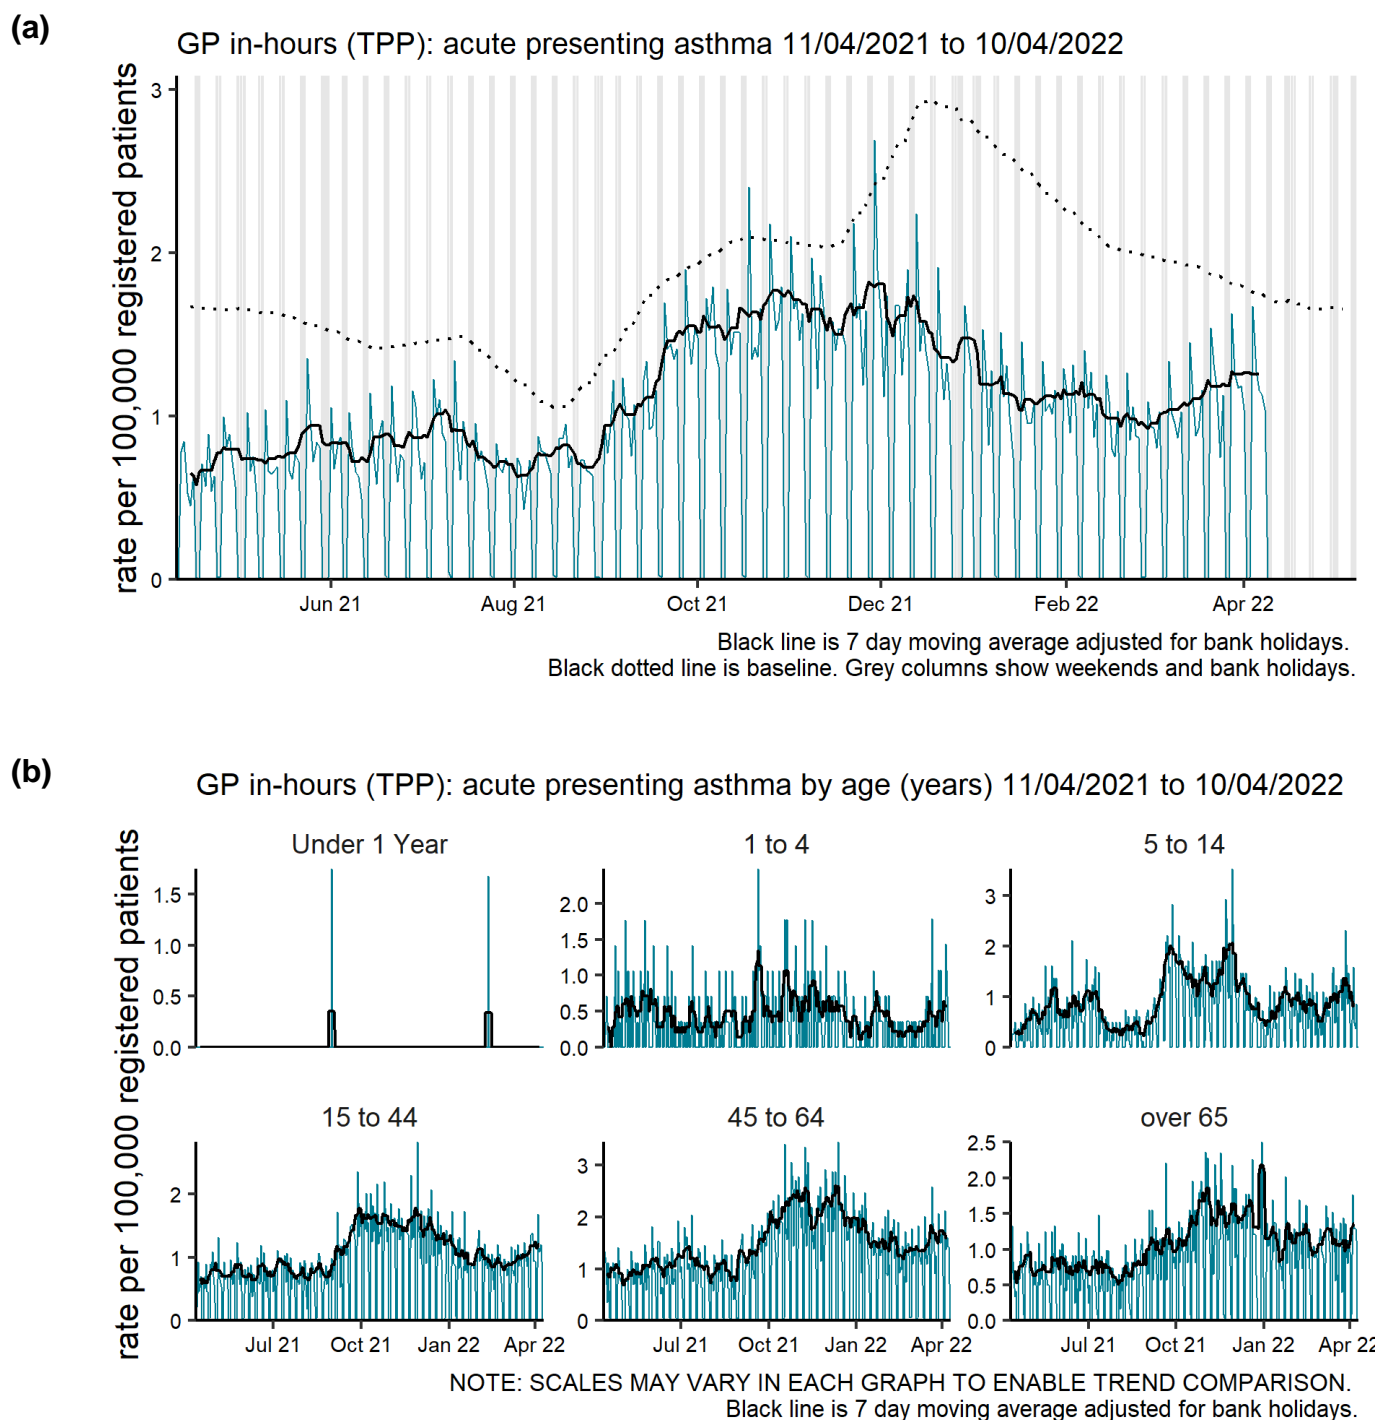 (a)
GP in-hours (TPP): acute presenting asthma 11/04/2021 to 10/04/2022
rate per 100,000 registered patients
3
2
1
0
Jun 21
Aug 21
Oct 21
Dec 21
Feb 22
Apr 22
Black line is 7 day moving average adjusted for bank holidays.
Black dotted line is baseline. Grey columns show weekends and bank holidays.
(b)
GP in-hours (TPP): acute presenting asthma by age (years) 11/04/2021 to 10/04/2022
rate per 100,000 registered patients
Under 1 Year
1.5
1.0
0.5
0.0
1 to 4
2.0
1.5
1.0
0.5
0.0
5 to 14
3
2
1
0
15 to 44
2
1
0
Jul 21
Oct 21
Jan 22
Apr 22
45 to 64
3
2
1
0
Jul 21
Oct 21
Jan 22
Apr 22
over 65
2.5
2.0
1.5
1.0
0.5
0.0
Jul 21
Oct 21
Jan 22
Apr 22
NOTE: SCALES MAY VARY IN EACH GRAPH TO ENABLE TREND COMPARISON.
Black line is 7 day moving average adjusted for bank holidays.